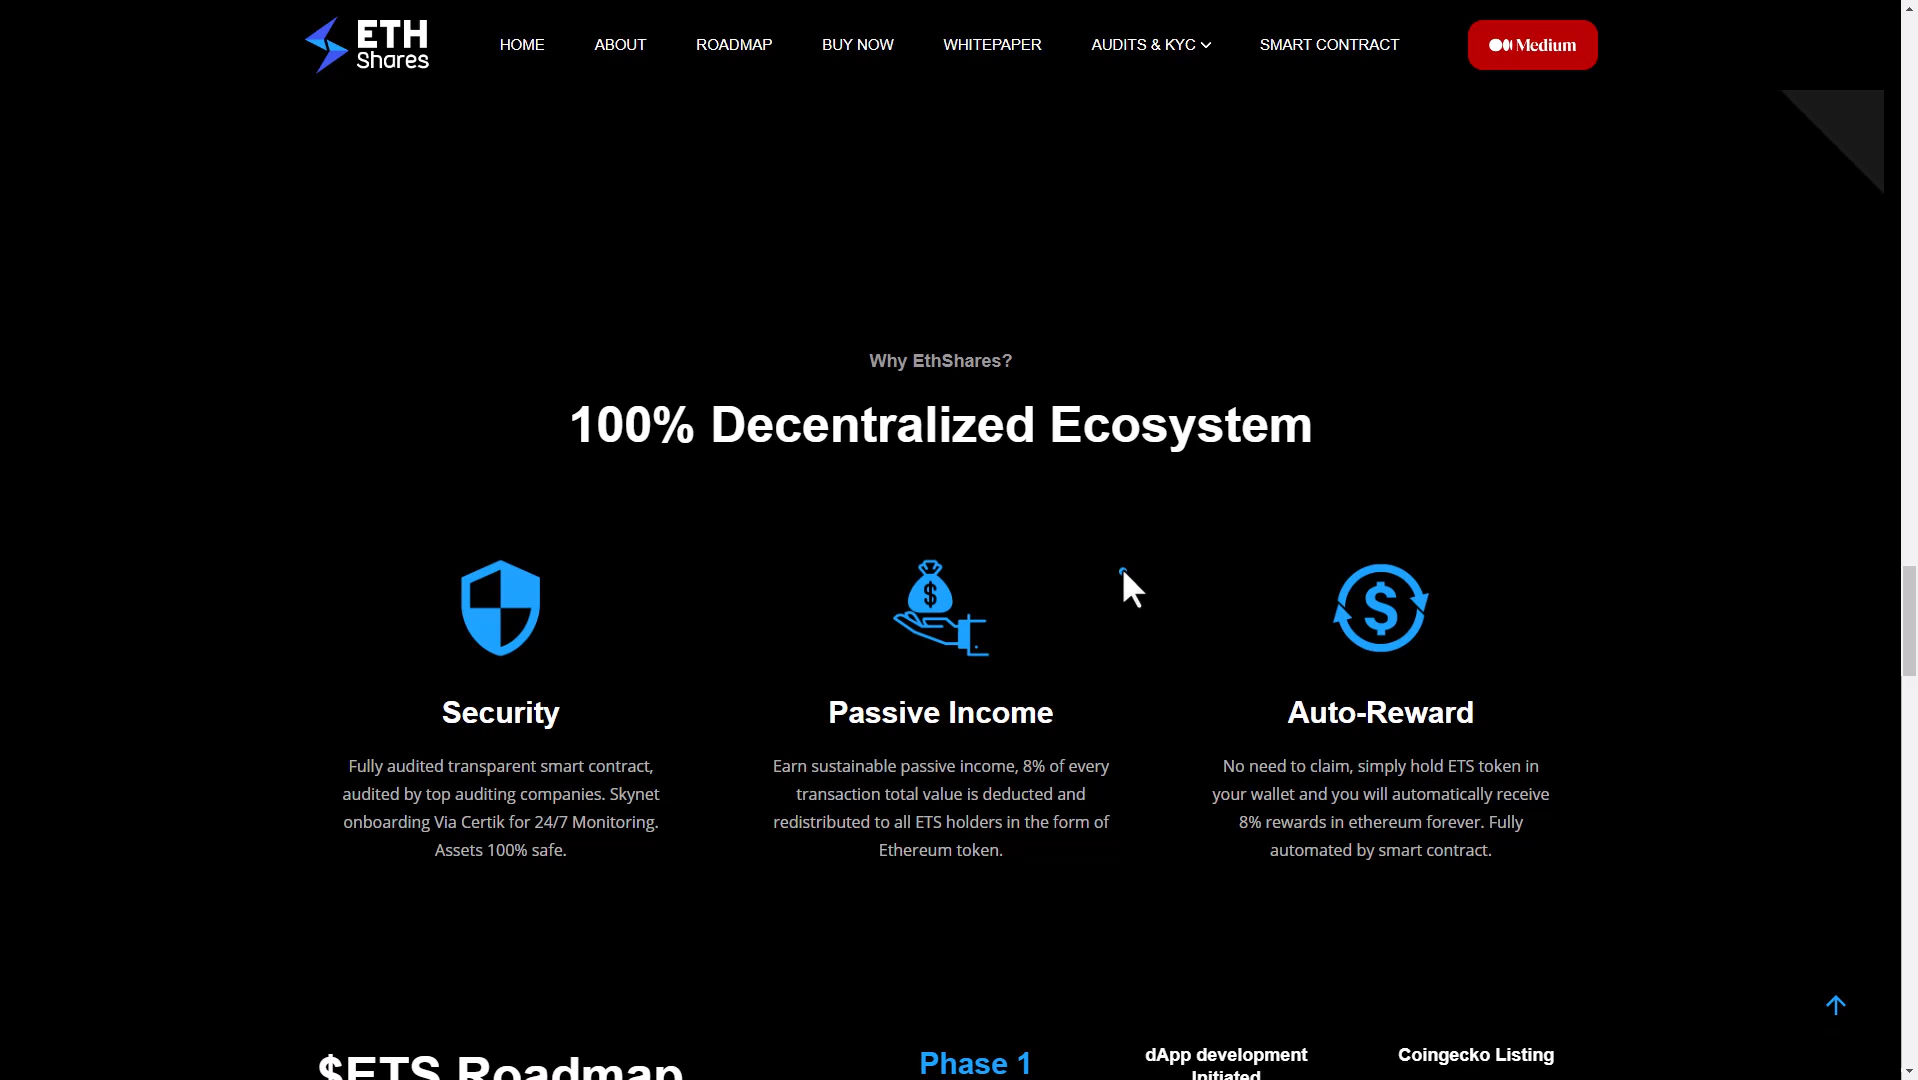 ETH
Shares
HOME
ABOUT
ROADMAP
BUY NOW
WHITEPAPER
AUDITS & KYC
SMART CONTRACT
Medium
Why EthShares?
100% Decentralized Ecosystem
Security
Fully audited transparent smart contract,
audited by top auditing companies. Skynet
onboarding Via Certik for 24/7 Monitoring.
Assets 100% safe.
Passive Income
Earn sustainable passive income, 8% of every
transaction total value is deducted and
redistributed to all ETS holders in the form of
Ethereum token.
Auto-Reward
No need to claim, simply hold ETS token in
your wallet and you will automatically receive
8% rewards in ethereum forever. Fully
automated by smart contract.
$ETS Roadmap
Phase 1
dApp development
Initiated
Coingecko Listing